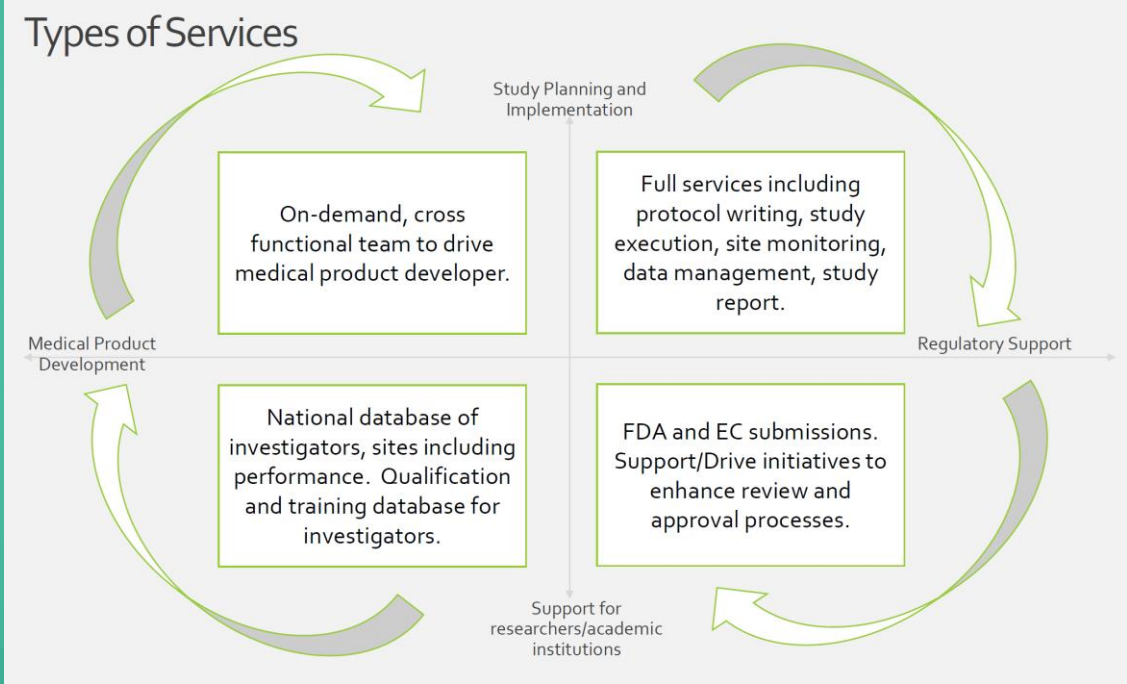 Types of Services
Study Planning and
Implementation
On-demand, cross
functional team to drive
medical product developer.
Full services including
protocol writing, study
execution, site monitoring,
data management, study
report.
Medical Product
Development
Regulatory Support
National database of
investigators, sites including
performance.  Qualification
and training database for
investigators.
FDA and EC submissions.
Support/Drive initiatives to
enhance review and
approval processes.
Support for
researchers/academic
institutions